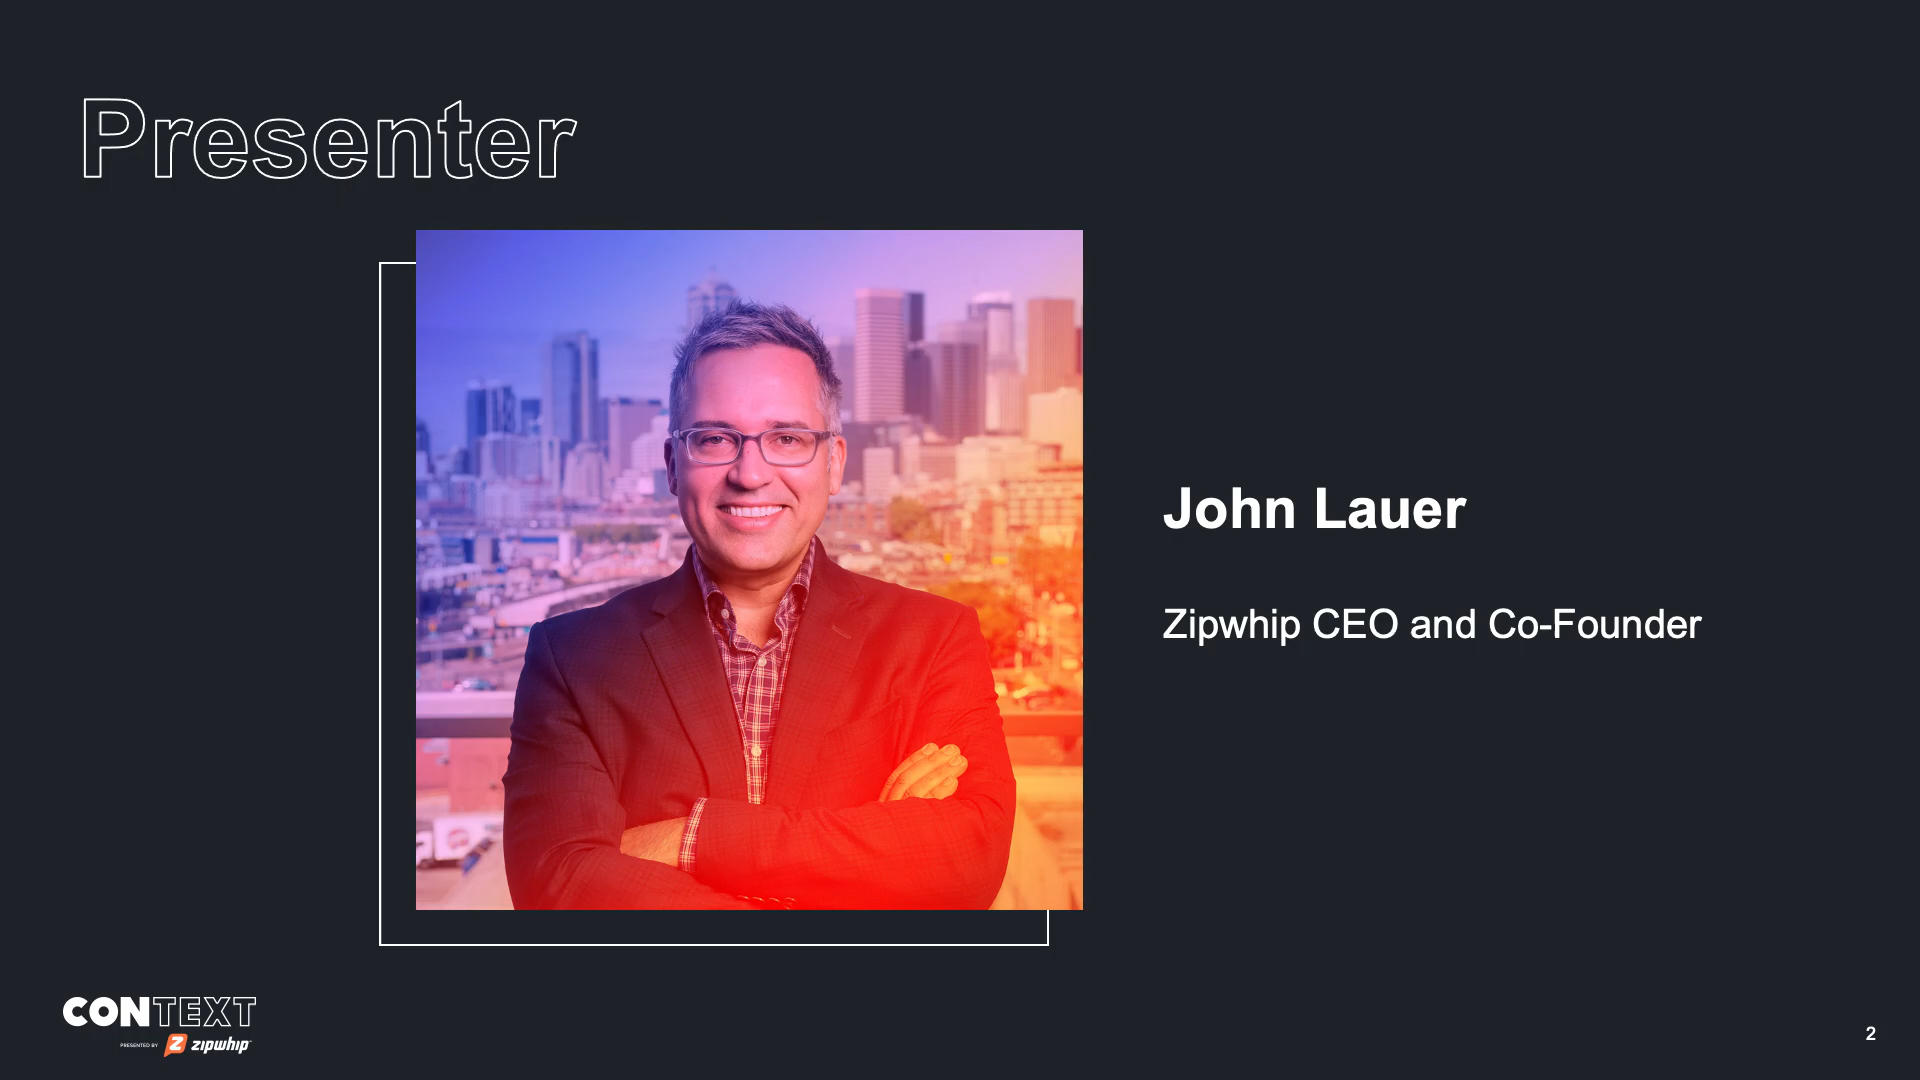 Presenter
John Lauer
Zipwhip CEO and Co-Founder
CONTEXT
PRESENTED BY zipwhip
2